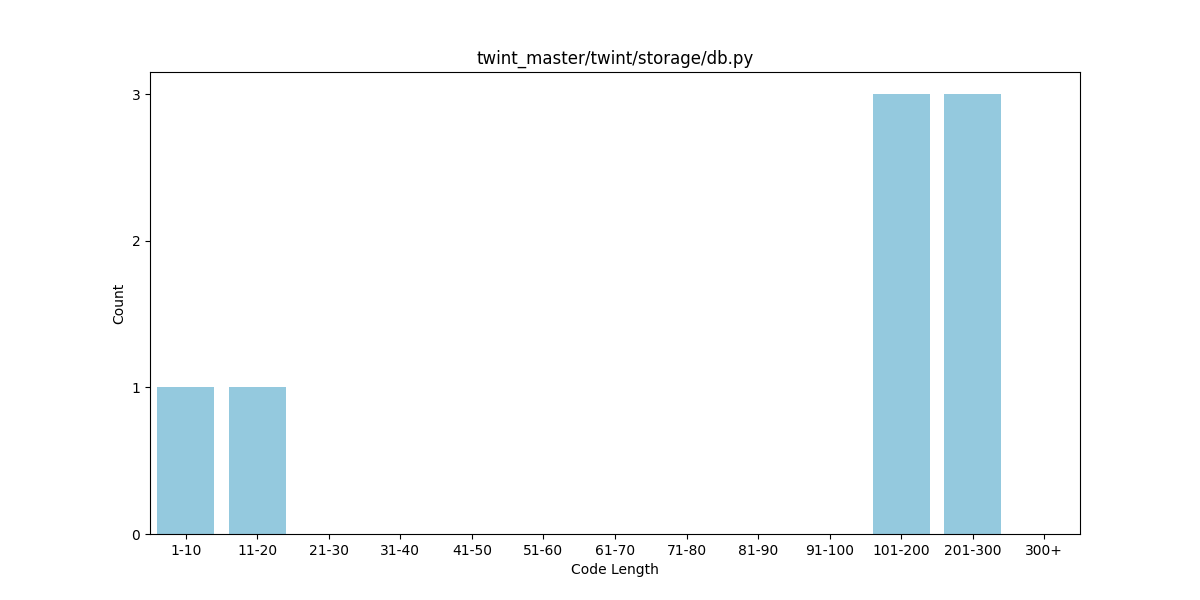 twint_master/twint/storage/db.py
3
2
1
0
Count
1-10 11-20 21-30 31-40 41-50 51-60 61-70 71-80 81-90 91-100 101-200 201-300 300+
Code Length